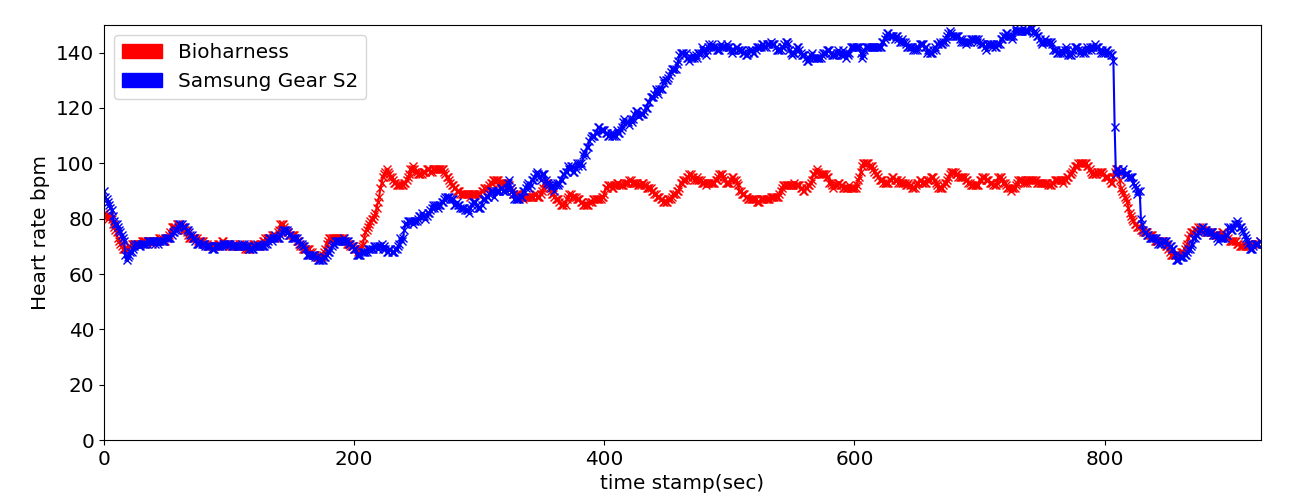 Bioharness
Samsung Gear S2
Heart rate bpm
140
120
100
80
60
40
20
0
0 200 400 600 800
time stamp(sec)